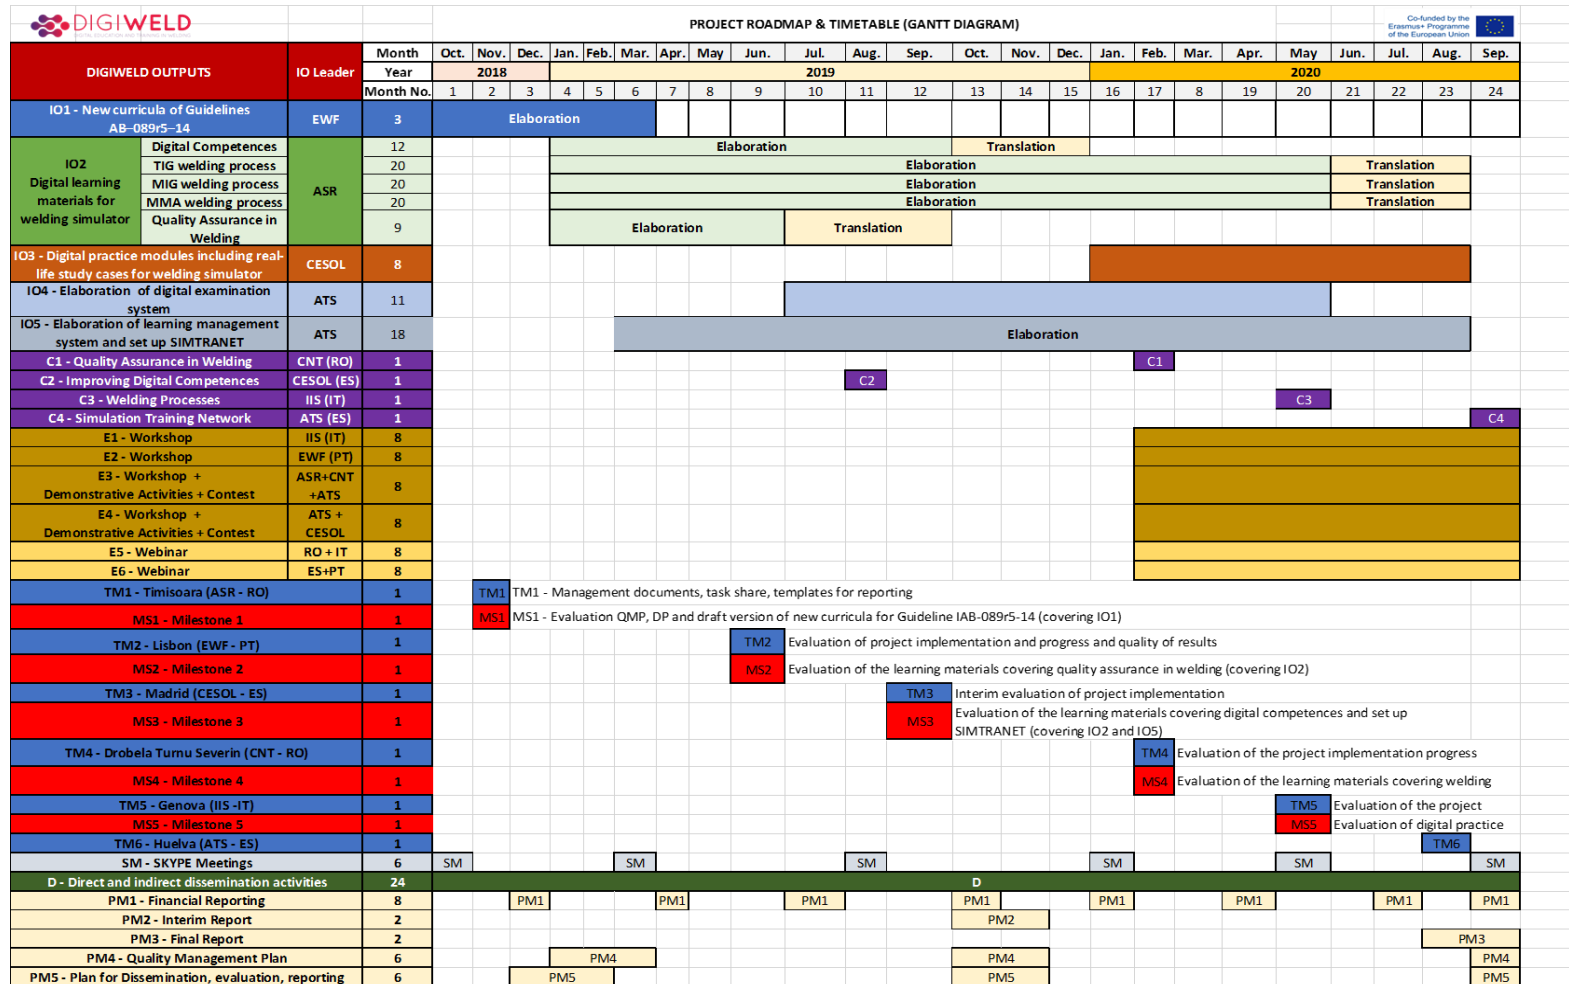 DIGIWELD
DIGITAL EDUCATION AND TRAINING IN WELDING
PROJECT ROADMAP & TIMETABLE (GANTT DIAGRAM)
Co-funded by the
Erasmus+ Programme
of the European Union
DIGIWELD OUTPUTS IO Leader
Month Oct. Nov. Dec. Jan. Feb. Mar. Apr. May Jun. Jul. Aug. Sep. Oct. Nov. Dec. Jan. Feb. Mar. Apr. May Jun. Jul. Aug. Sep.
Year 2018 2019 2020
Month No. 1 2 3 4 5 6 7 8 9 10 11 12 13 14 15 16 17 8 19 20 21 22 23 24
IO1 - New curricula of Guidelines
AB-089r5-14
EWF 3 Elaboration
IO2
Digital learning
materials for
welding simulator
ASR
Digital Competences 12 Elaboration Translation
TIG welding process 20 Elaboration Translation
MIG welding process 20 Elaboration Translation
MMA welding process 20 Elaboration Translation
Quality Assurance in
Welding
9 Elaboration Translation
IO3 - Digital practice modules including real-
life study cases for welding simulator
CESOL 8
IO4 - Elaboration of digital examination
system
ATS 11
IO5 - Elaboration of learning management
system and set up SIMTRANET
ATS 18 Elaboration
C1 - Quality Assurance in Welding CNT (RO) 1 C1
C2 - Improving Digital Competences CESOL (ES) 1 C2
C3 - Welding Processes IIS (IT) 1 C3
C4 - Simulation Training Network ATS (ES) 1 C4
E1 - Workshop IIS (IT) 8
E2 - Workshop EWF (PT) 8
E3 - Workshop +
Demonstrative Activities + Contest
ASR+CNT
+ATS
8
E4 - Workshop +
Demonstrative Activities + Contest
ATS +
CESOL
8
E5 - Webinar RO + IT 8
E6 - Webinar ES+PT 8
TM1 - Timisoara (ASR - RO) 1 TM1 TM1 - Management documents, task share, templates for reporting
MS1 - Milestone 1 1 MS1 MS1 - Evaluation QMP, DP and draft version of new curricula for Guideline IAB-089r5-14 (covering IO1)
TM2 - Lisbon (EWF - PT) 1 TM2 Evaluation of project implementation and progress and quality of results
MS2 - Milestone 2 1 MS2 Evaluation of the learning materials covering quality assurance in welding (covering IO2)
TM3 - Madrid (CESOL - ES) 1 TM3 Interim evaluation of project implementation
MS3 - Milestone 3 1 MS3 Evaluation of the learning materials covering digital competences and set up
SIMTRANET (covering IO2 and IO5)
TM4 - Drobela Turnu Severin (CNT - RO) 1 TM4 Evaluation of the project implementation progress
MS4 - Milestone 4 1 MS4 Evaluation of the learning materials covering welding
TM5 - Genova (IIS -IT) 1 TM5 Evaluation of the project
MS5 - Milestone 5 1 MS5 Evaluation of digital practice
TM6 - Huelva (ATS - ES) 1 TM6
SM - SKYPE Meetings 6 SM SM SM SM SM SM
D - Direct and indirect dissemination activities 24 D
PM1 - Financial Reporting 8 PM1 PM1 PM1 PM1 PM1 PM1 PM1 PM1
PM2 - Interim Report 2 PM2
PM3 - Final Report 2 PM3
PM4 - Quality Management Plan 6 PM4 PM4 PM4
PM5 - Plan for Dissemination, evaluation, reporting 6 PM5 PM5 PM5